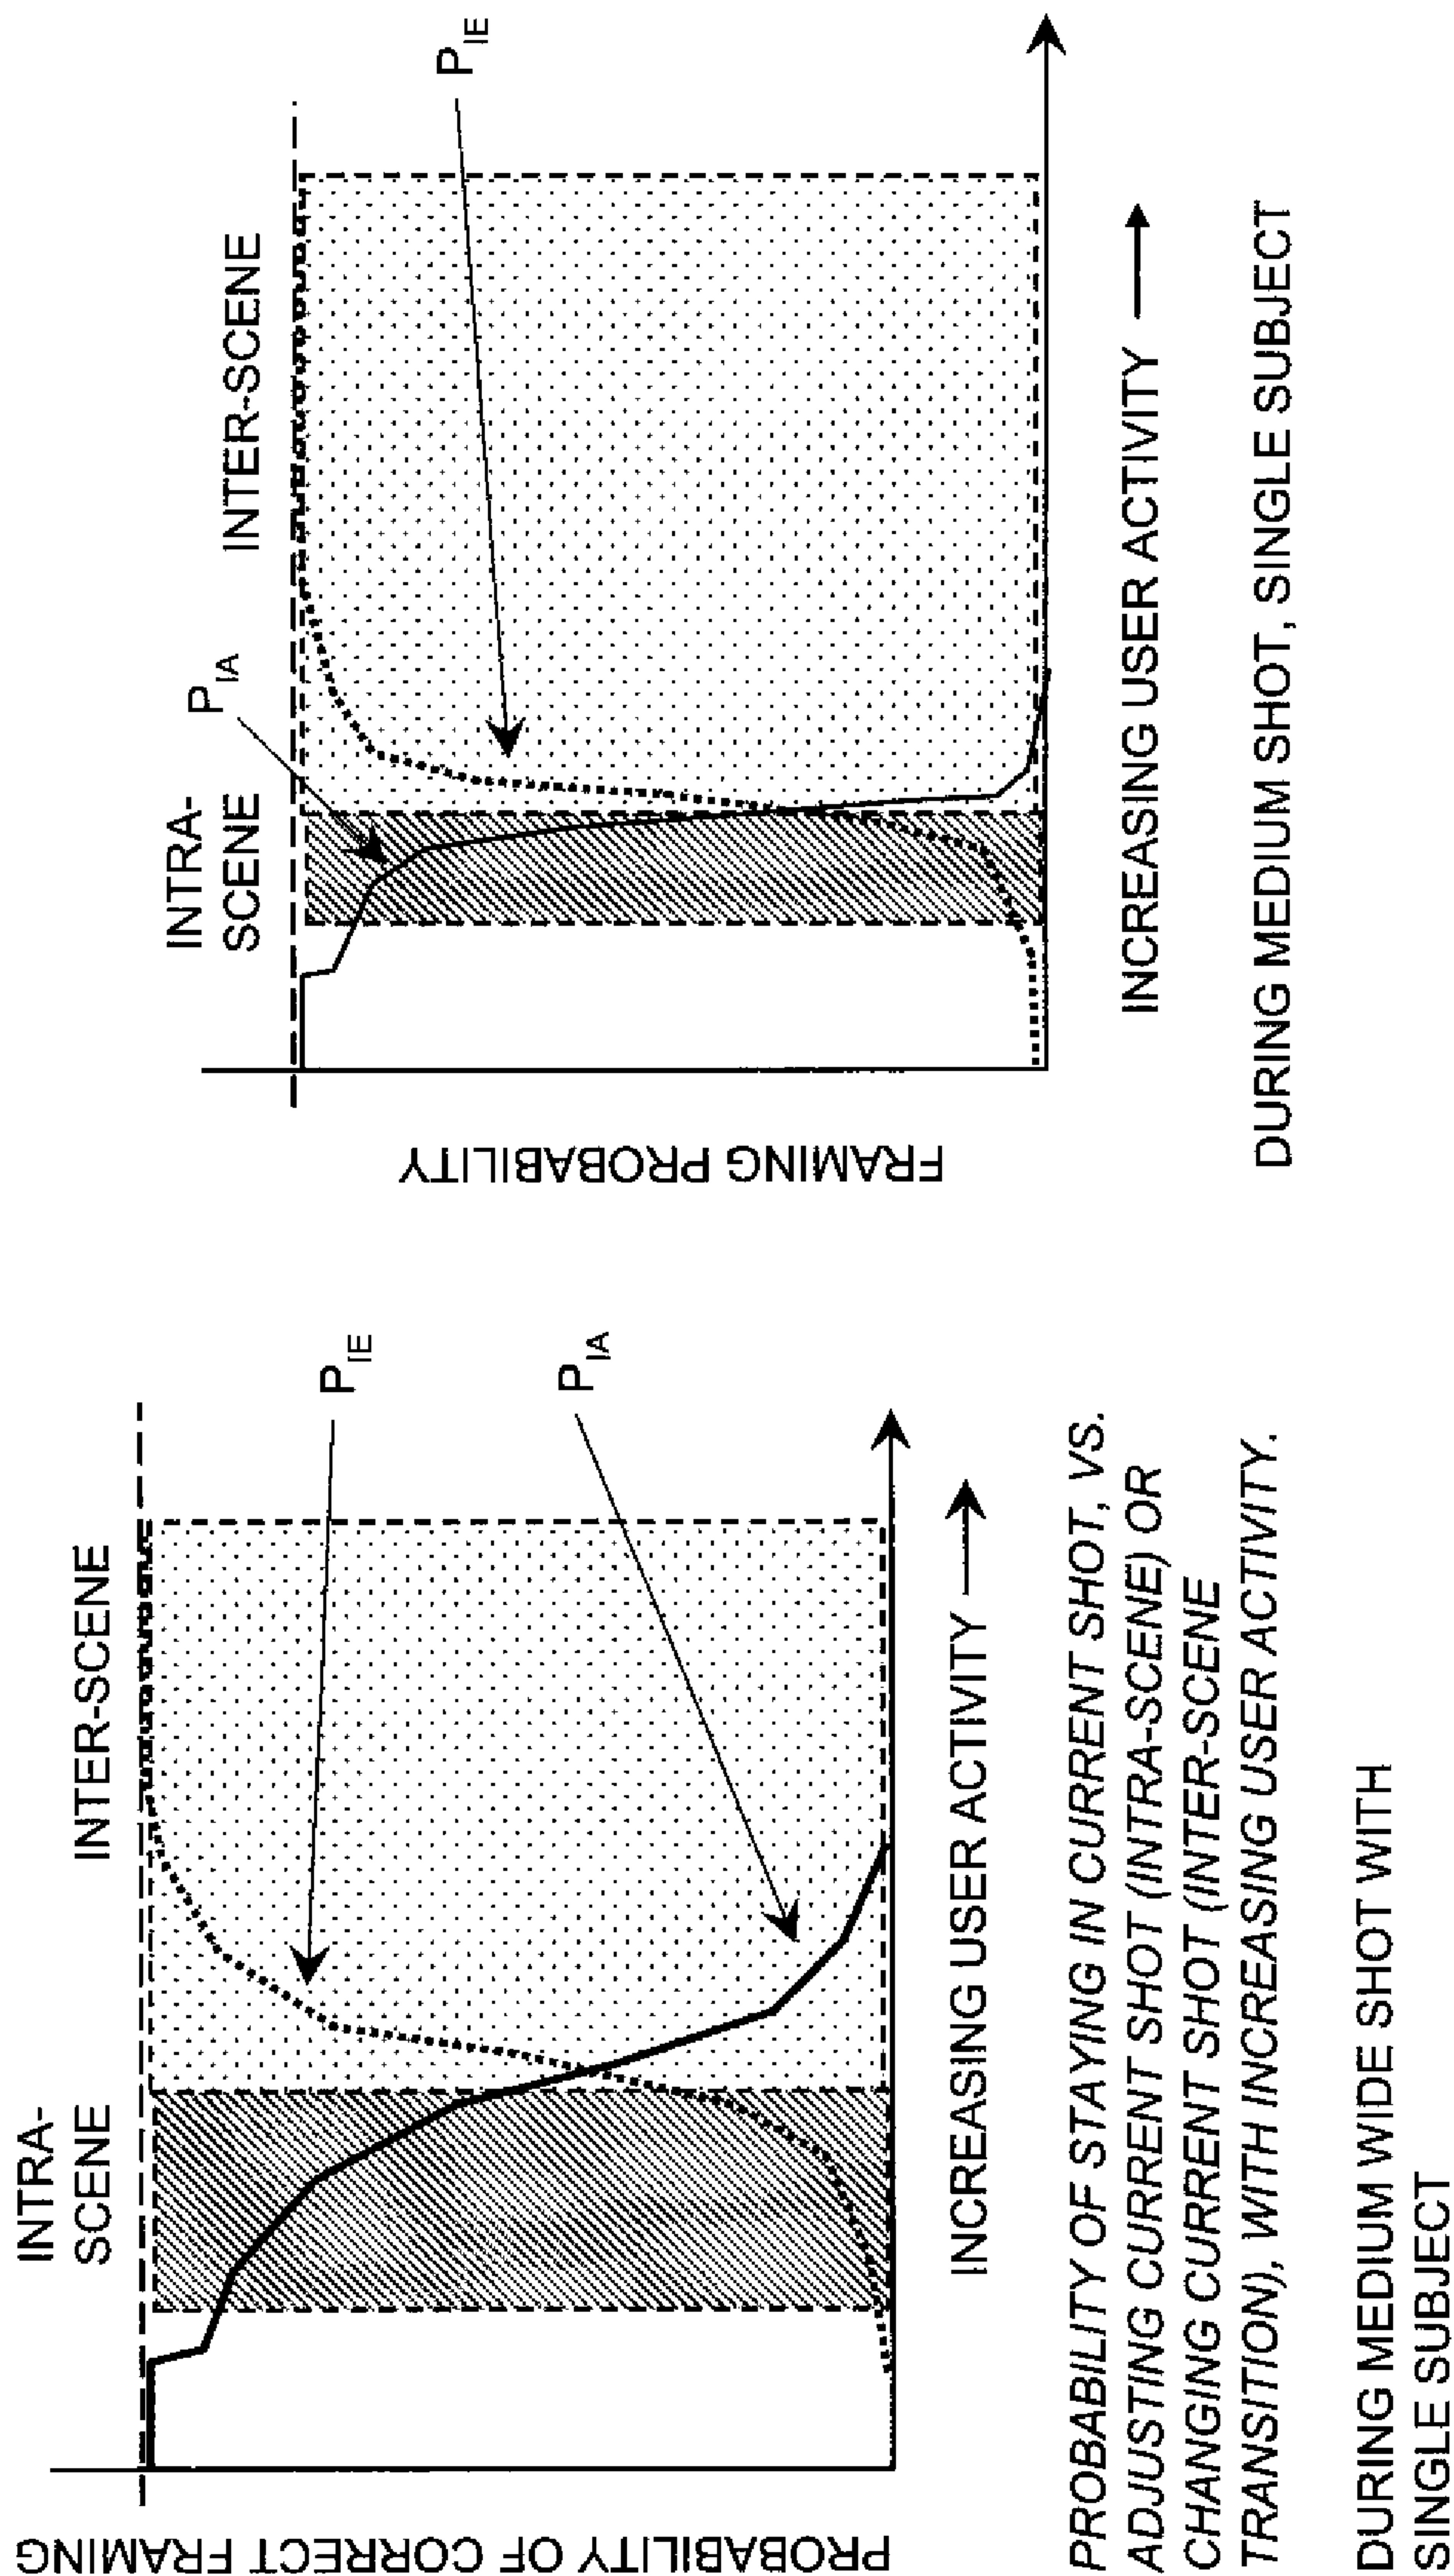 INTRA-
SCENE
INTER-SCENE
P_IE
P_IA
PROBABILITY OF CORRECT FRAMING
INCREASING USER ACTIVITY
PROBABILITY OF STAYING IN CURRENT SHOT, VS.
ADJUSTING CURRENT SHOT (INTRA-SCENE) OR
CHANGING CURRENT SHOT (INTER-SCENE
TRANSITION), WITH INCREASING USER ACTIVITY.
DURING MEDIUM WIDE SHOT WITH
SINGLE SUBJECT
INTRA-
SCENE
P_IA
INTER-SCENE
P_IE
FRAMING PROBABILITY
INCREASING USER ACTIVITY
DURING MEDIUM SHOT, SINGLE SUBJECT